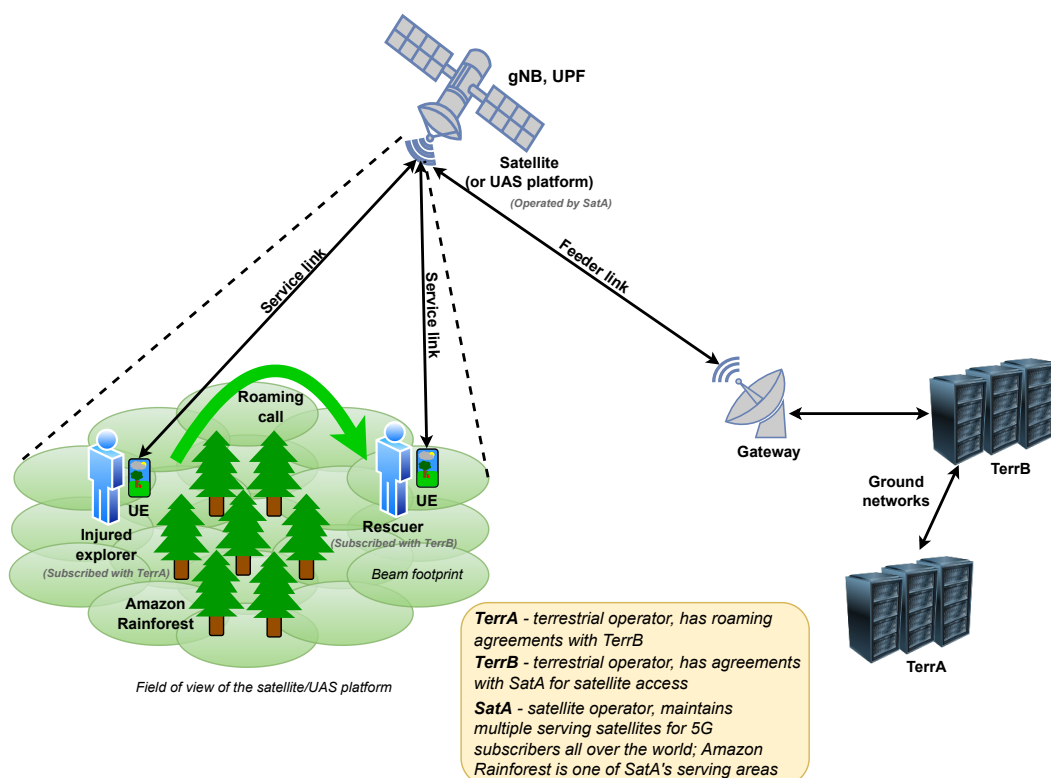 gNB, UPF
Satellite
(or UAS platform)
(Operated by SatA)
Service link
Service link
Feeder link
Roaming
call
UE
UE
Injured
explorer
(Subscribed with TerrA)
Rescuer
(Subscribed with TerrB)
Beam footprint
Amazon
Rainforest
Field of view of the satellite/UAS platform
Gateway
TerrB
Ground
networks
TerrA
TerrA - terrestrial operator, has roaming
agreements with TerrB
TerrB - terrestrial operator, has agreements
with SatA for satellite access
SatA - satellite operator, maintains
multiple serving satellites for 5G
subscribers all over the world; Amazon
Rainforest is one of SatA's serving areas